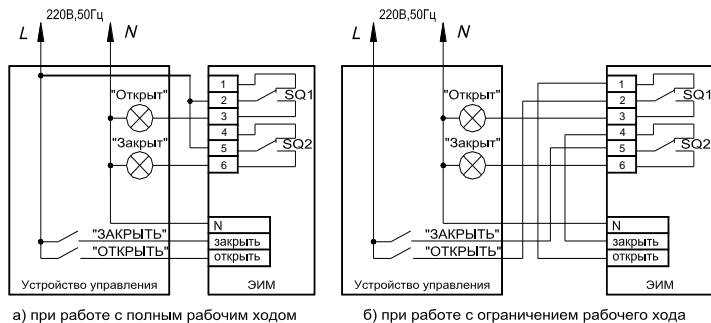 220В,50Гц
L
N
"Открыт"
"Закрыт"
1
2
3
4
5
6
SQ1
SQ2
N
"ЗАКРЫТЬ"
закрыть
"ОТКРЫТЬ"
открыть
Устройство управления
ЭИМ
а) при работе с полным рабочим ходом
220В,50Гц
L
N
"Открыт"
"Закрыт"
1
2
3
4
5
6
SQ1
SQ2
N
"ЗАКРЫТЬ"
закрыть
"ОТКРЫТЬ"
открыть
Устройство управления
ЭИМ
б) при работе с ограничением рабочего хода